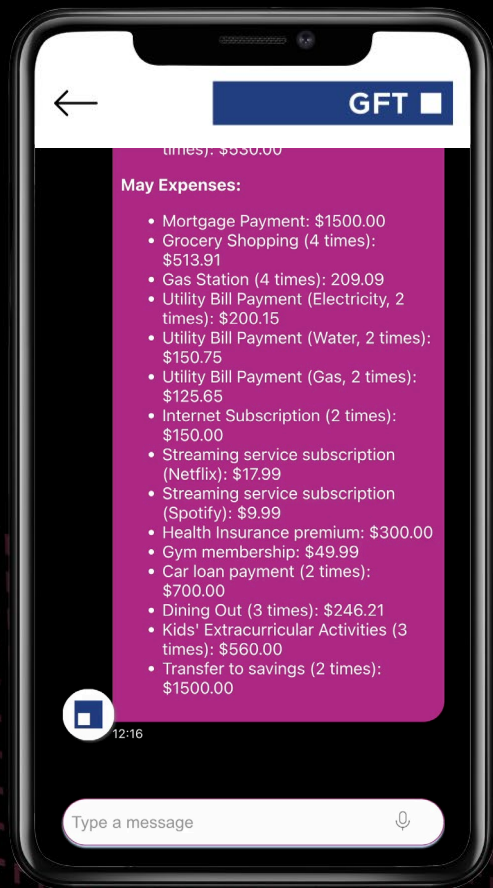 GFT
times): $530.00
May Expenses:
• Mortgage Payment: $1500.00
• Grocery Shopping (4 times):
$513.91
• Gas Station (4 times): 209.09
• Utility Bill Payment (Electricity, 2
times): $200.15
• Utility Bill Payment (Water, 2 times):
$150.75
• Utility Bill Payment (Gas, 2 times):
$125.65
• Internet Subscription (2 times):
$150.00
• Streaming service subscription
(Netflix): $17.99
• Streaming service subscription
(Spotify): $9.99
• Health Insurance premium: $300.00
• Gym membership: $49.99
• Car loan payment (2 times):
$700.00
• Dining Out (3 times): $246.21
• Kids' Extracurricular Activities (3
times): $560.00
• Transfer to savings (2 times):
$1500.00
12:16
Type a message